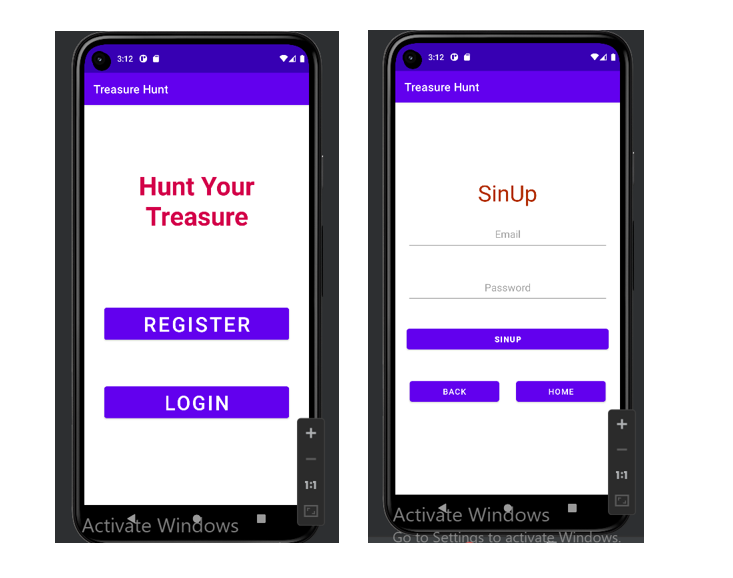 3:12
Treasure Hunt
Hunt Your
Treasure
REGISTER
LOGIN
1:1
Activate Windows
3:12
Treasure Hunt
SinUp
Email
Password
SINUP
BACK
HOME
1:1
Activate Windows
Go to Settings to activate Windows.